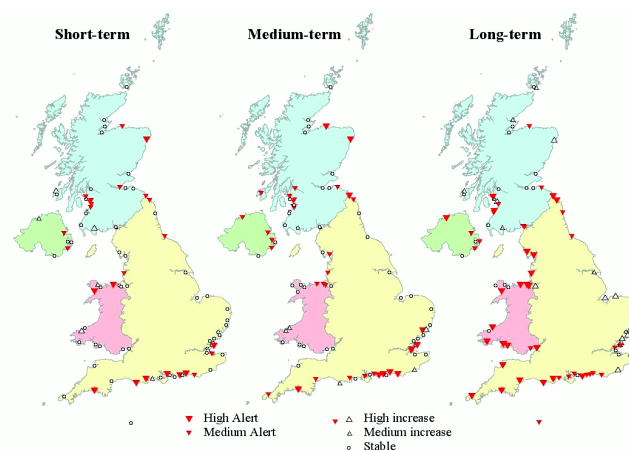 Short-term Medium-term Long-term
High Alert High increase
Medium Alert Medium increase
Stable